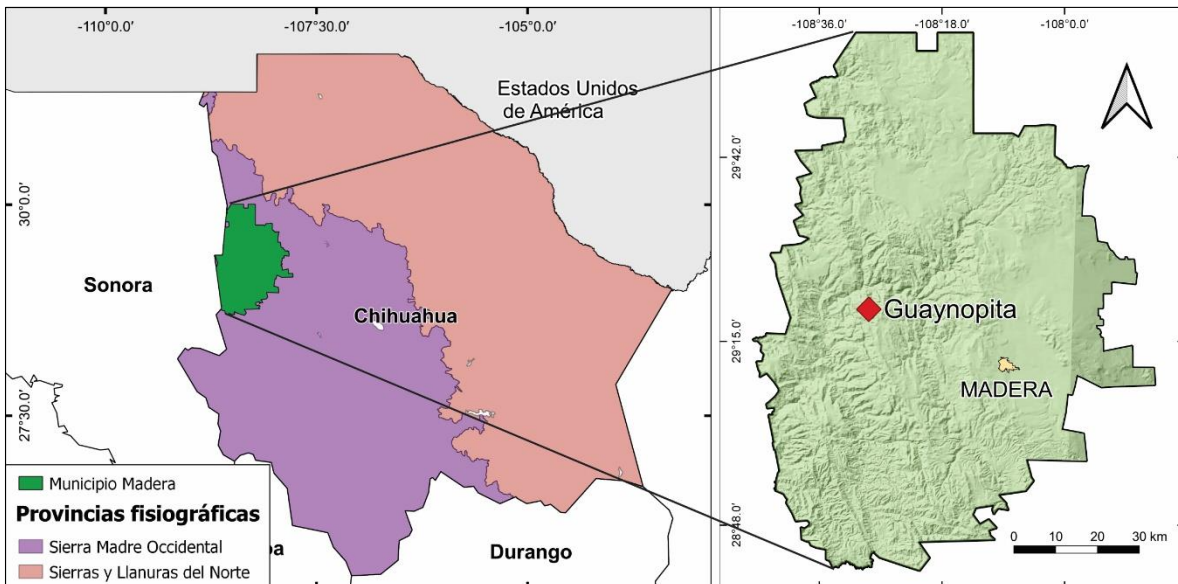 -110°0.0'
-107°30.0'
-105°0.0'
Estados Unidos
de América
30°0.0'
27°30.0'
Sonora
Chihuahua
Durango
Municipio Madera
Provincias fisiográficas
Sierra Madre Occidental
Sierras y Llanuras del Norte
-108°36.0'
-108°18.0'
-108°0.0'
29°42.0'
29°15.0'
28°48.0'
Guaynopita
MADERA
0 10 20 30 km